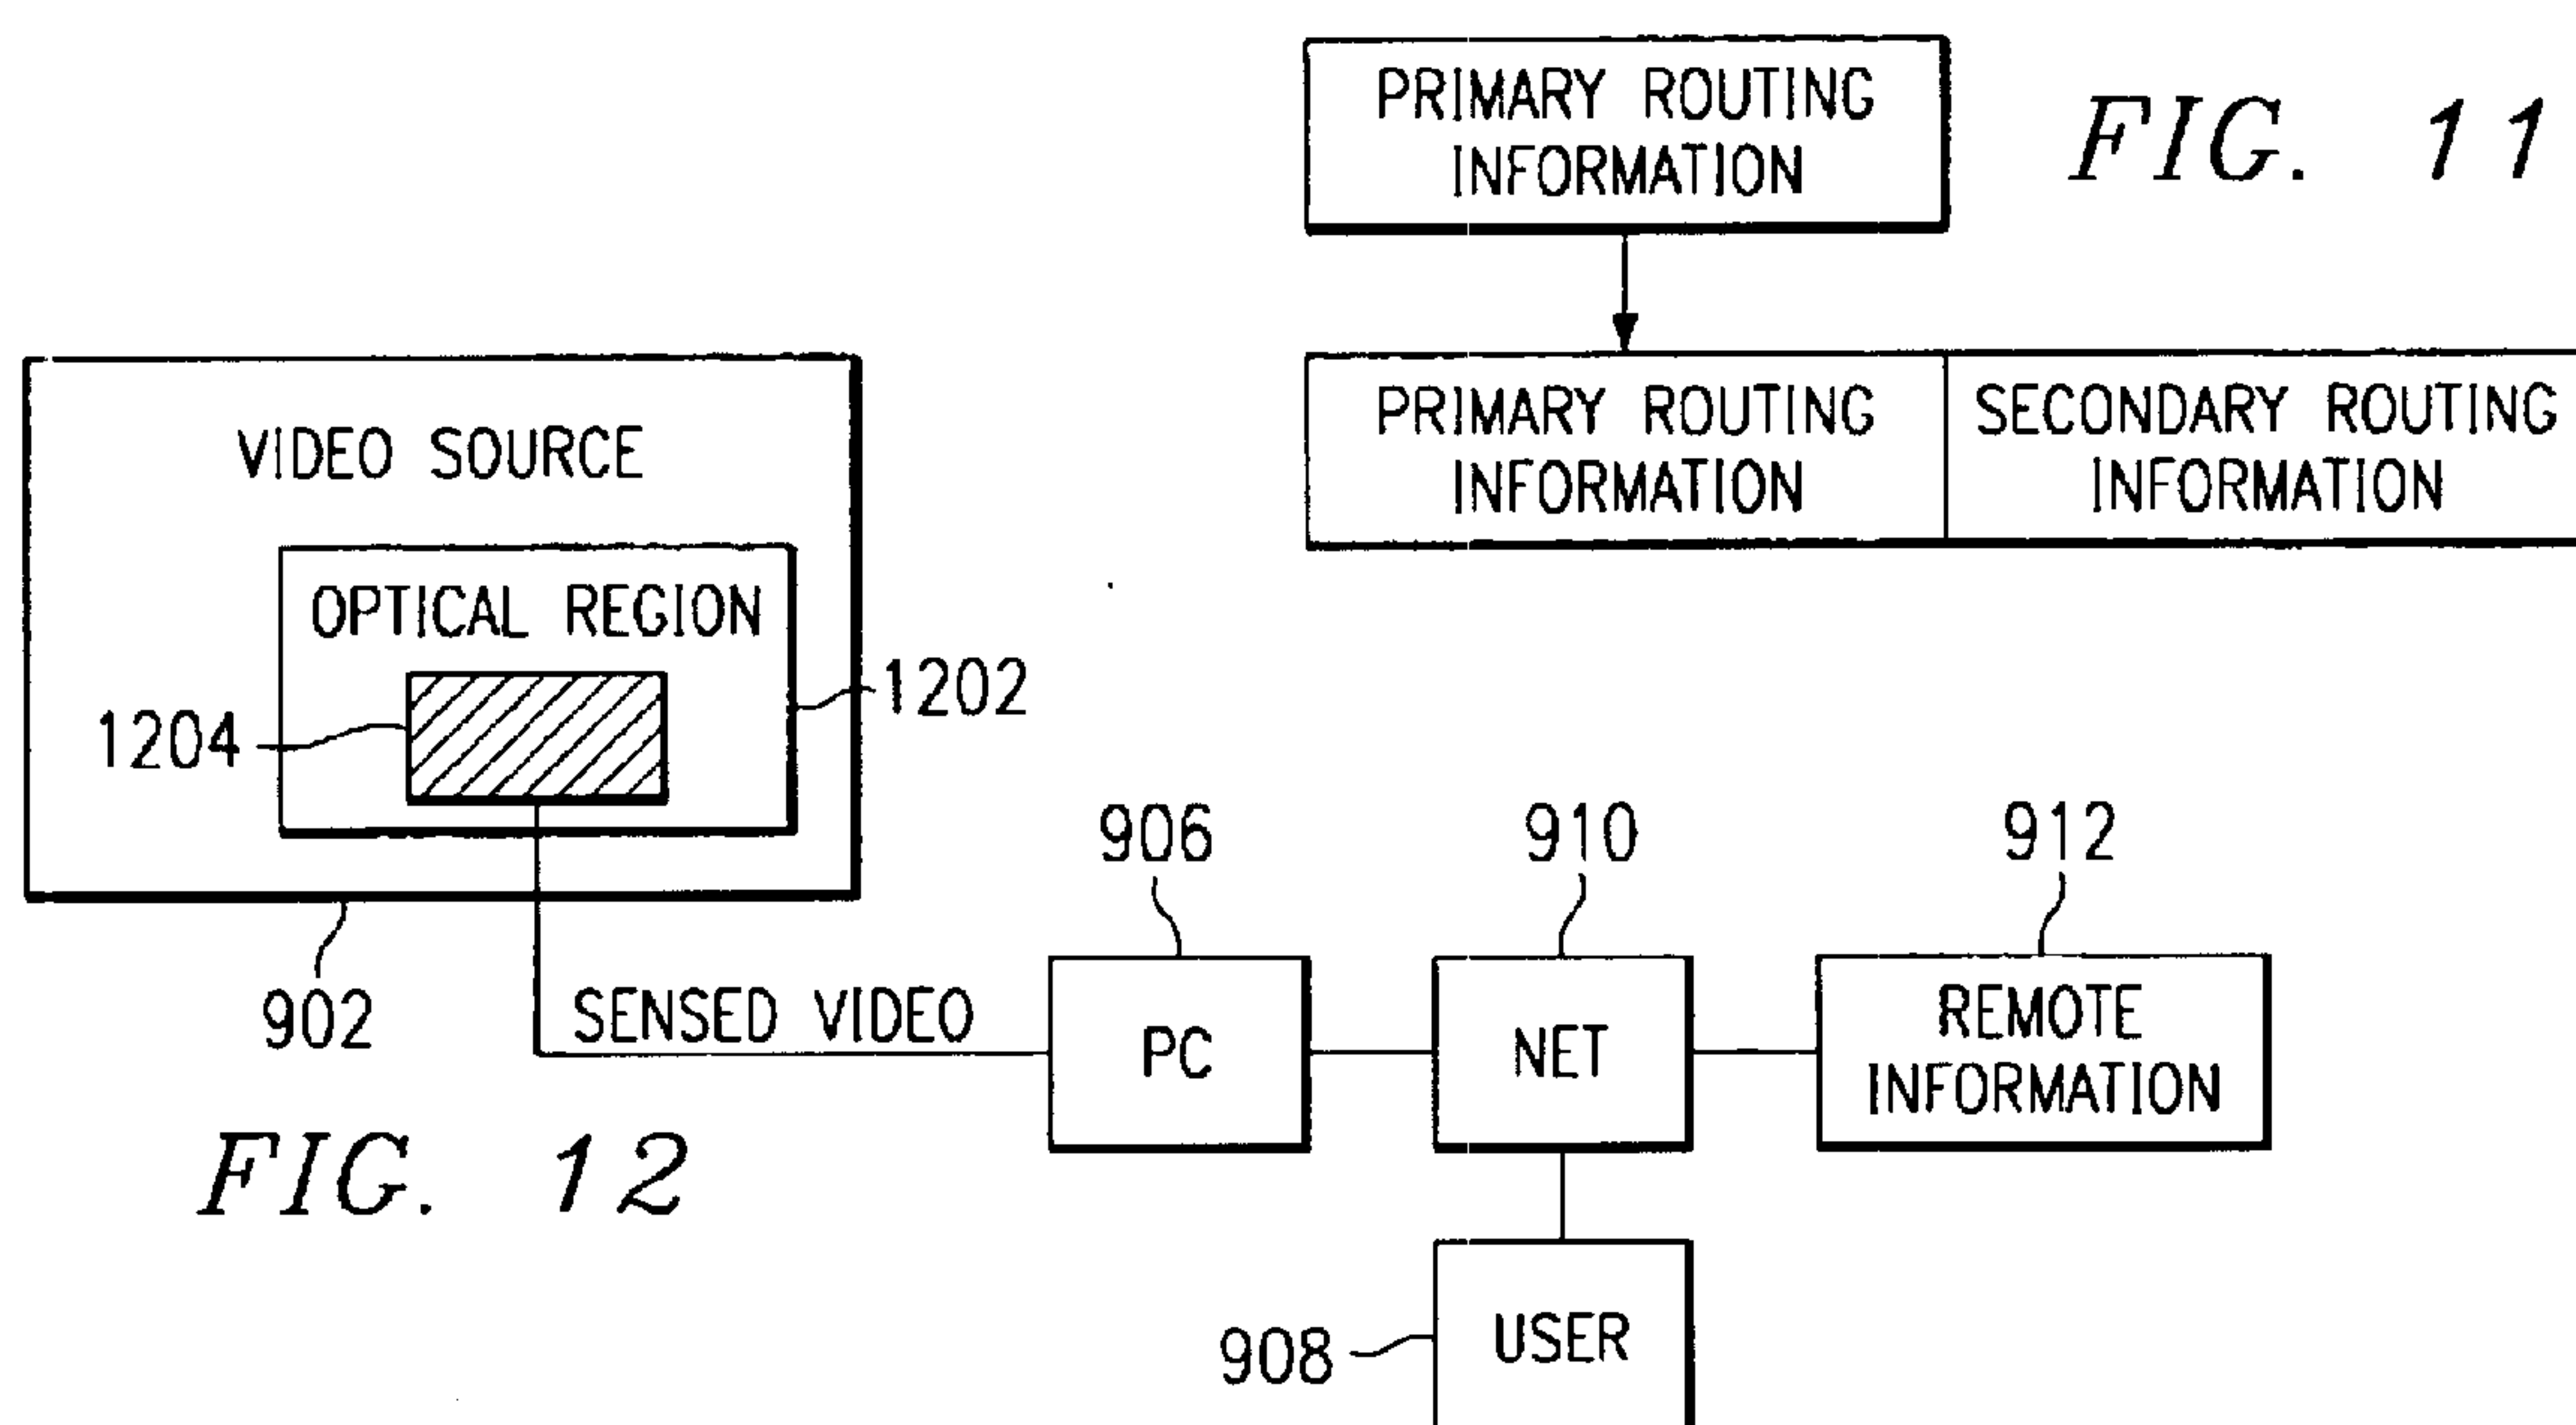 PRIMARY ROUTING
INFORMATION
FIG. 11
PRIMARY ROUTING
INFORMATION
SECONDARY ROUTING
INFORMATION
VIDEO SOURCE
OPTICAL REGION
1202
1204
902
SENSED VIDEO
906
PC
910
NET
912
REMOTE
INFORMATION
908
USER
FIG. 12